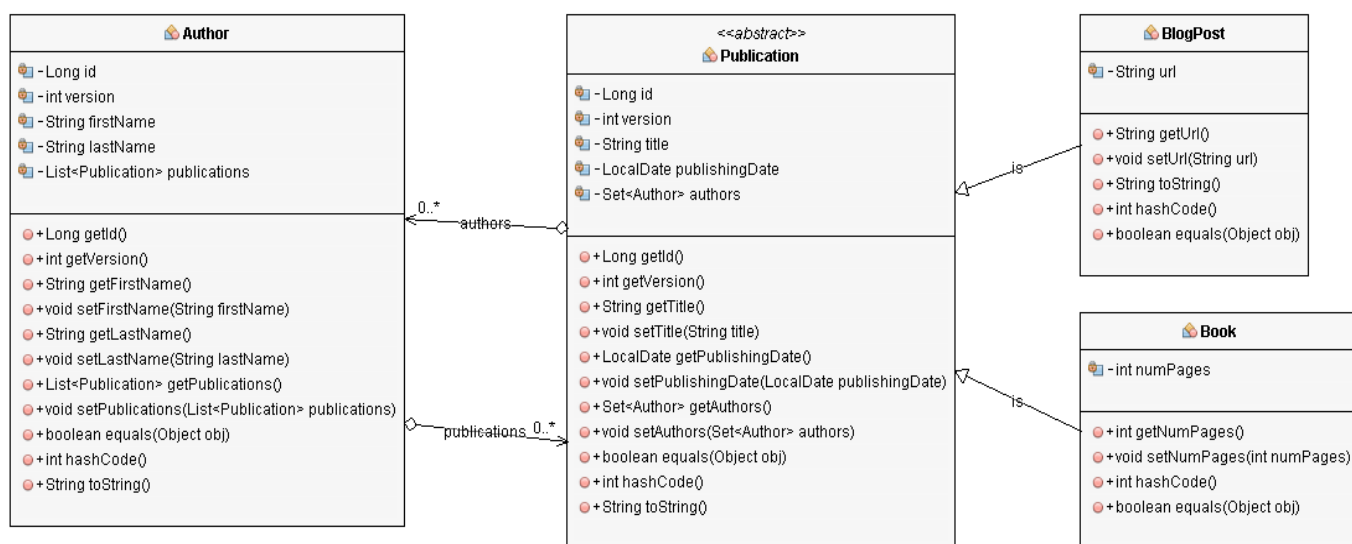 Author
-Long id
-int version
-String firstName
-String lastName
-List<Publication> publications
+Long getId()
+int getVersion()
+String getFirstName()
+void setFirstName(String firstName)
+String getLastName()
+void setLastName(String lastName)
+List<Publication> getPublications()
+void setPublications(List<Publication> publications)
+boolean equals(Object obj)
+int hashCode()
+String toString()
0..*
authors
publications
0..*
<<abstract>>
Publication
-Long id
-int version
-String title
-LocalDate publishingDate
-Set<Author> authors
+Long getId()
+int getVersion()
+String getTitle()
+void setTitle(String title)
+LocalDate getPublishingDate()
+void setPublishingDate(LocalDate publishingDate)
+Set<Author> getAuthors()
+void setAuthors(Set<Author> authors)
+boolean equals(Object obj)
+int hashCode()
+String toString()
is
is
BlogPost
-String url
+String getUrl()
+void setUrl(String url)
+String toString()
+int hashCode()
+boolean equals(Object obj)
Book
-int numPages
+int getNumPages()
+void setNumPages(int numPages)
+int hashCode()
+boolean equals(Object obj)